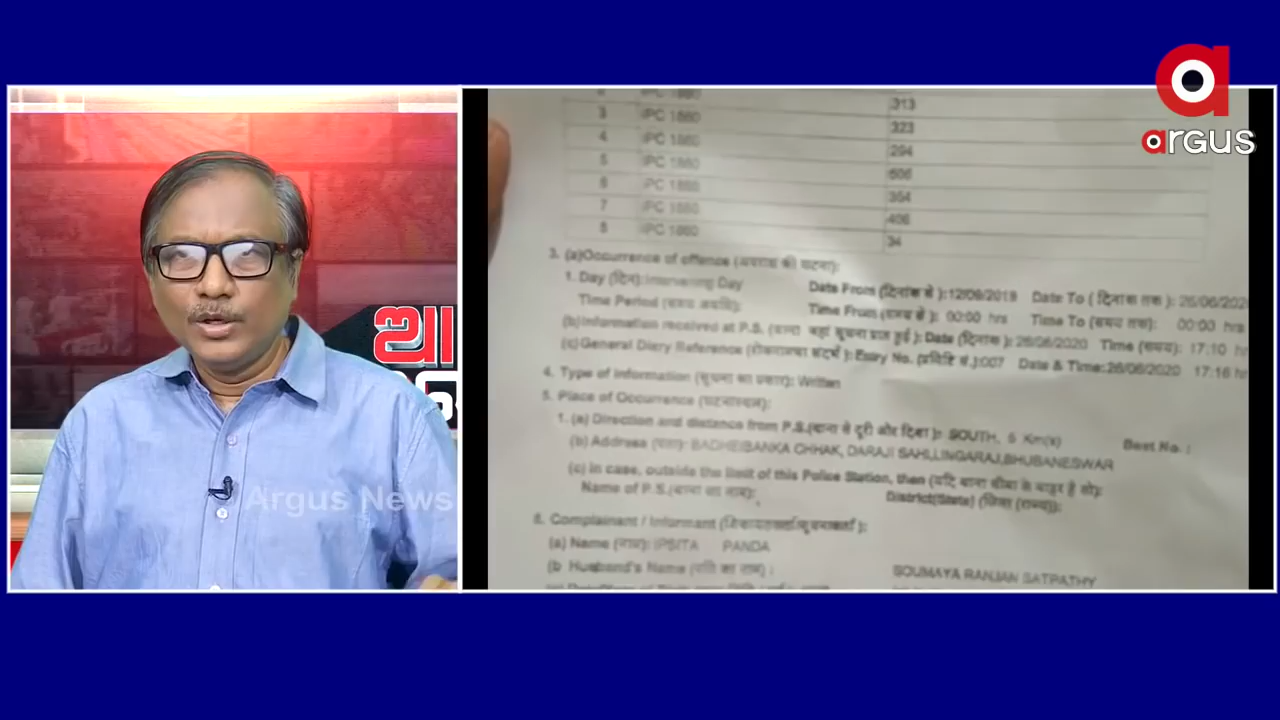 argus
ଆ
Argus News
2 IPC 1860 313
3 IPC 1860 323
4 IPC 1860 294
5 IPC 1860 506
6 IPC 1860 354
7 IPC 1860 406
8 IPC 1860 34
3. (a)Occurrence of offence (अपराध की घटना):
1. Day (दिन):Intervening Day Date From (दिनांक से ):12/09/2019 Date To ( दिनांक तक ): 26/06/2020
Time Period (समय अवधि): Time From (समय से ): 00:00 hrs Time To (समय तक): 00:00 hrs
(b)Information received at P.S. (थाना जहां सूचना प्राप्त हुई ): Date (दिनांक ):26/06/2020 Time (समय): 17:10 hr
(c)General Diary Reference (रोजनामचा संदर्भ ): Entry No. (प्रविष्टि सं.):007 Date & Time:26/06/2020 17:16 hr
4. Type of Information (सूचना का प्रकार): Written
5. Place of Occurrence (घटनास्थल):
1. (a) Direction and distance from P.S.(थाना से दूरी और दिशा ): SOUTH, 5 Km(s) Beat No. :
(b) Address (पता): BADHEIBANKA CHHAK, DARAJI SAHI,LINGARAJ,BHUBANESWAR
(c) In case, outside the limit of this Police Station, then (यदि थाना सीमा के बाहर है तो):
Name of P.S.(थाना का नाम): District(State) (जिला (राज्य)):
6. Complainant / Informant (शिकायतकर्ता/सूचनाकर्ता ):
(a) Name (नाम): IPSITA PANDA
(b Husband's Name (पति का नाम) : SOUMAYA RANJAN SATPATHY